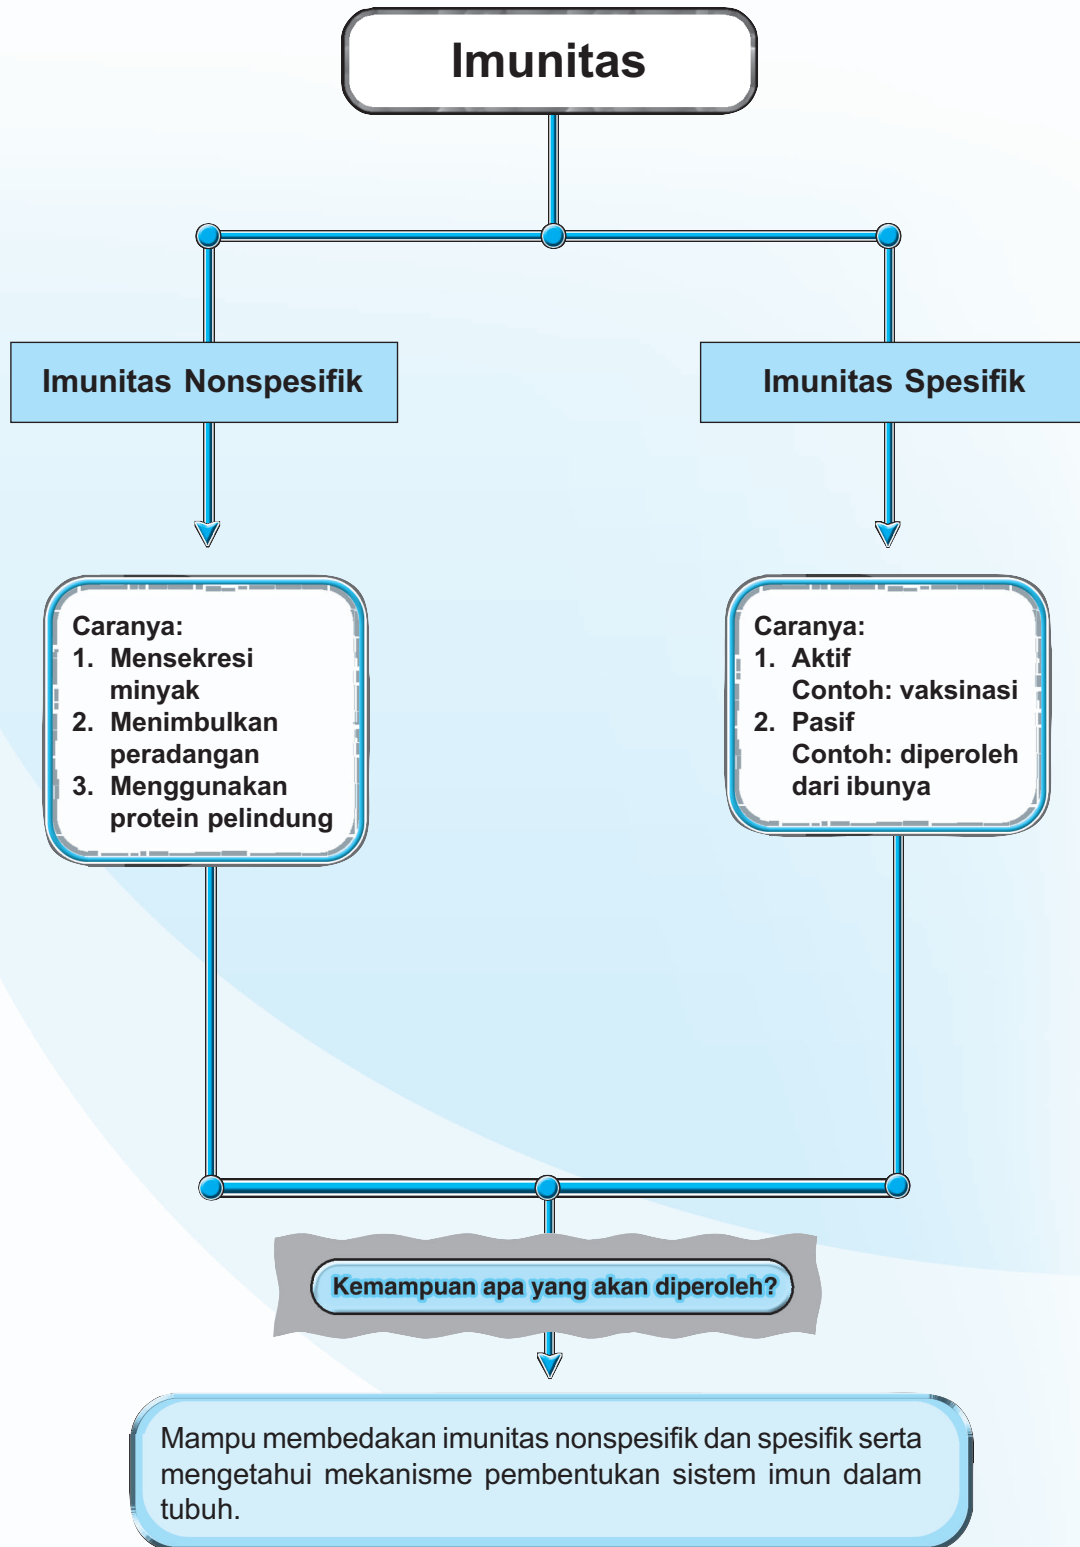 Imunitas
Imunitas Nonspesifik
Imunitas Spesifik
Caranya:
1. Mensekresi
minyak
2. Menimbulkan
peradangan
3. Menggunakan
protein pelindung
Caranya:
1. Aktif
Contoh: vaksinasi
2. Pasif
Contoh: diperoleh
dari ibunya
Kemampuan apa yang akan diperoleh?
Mampu membedakan imunitas nonspesifik dan spesifik serta
mengetahui mekanisme pembentukan sistem imun dalam
tubuh.